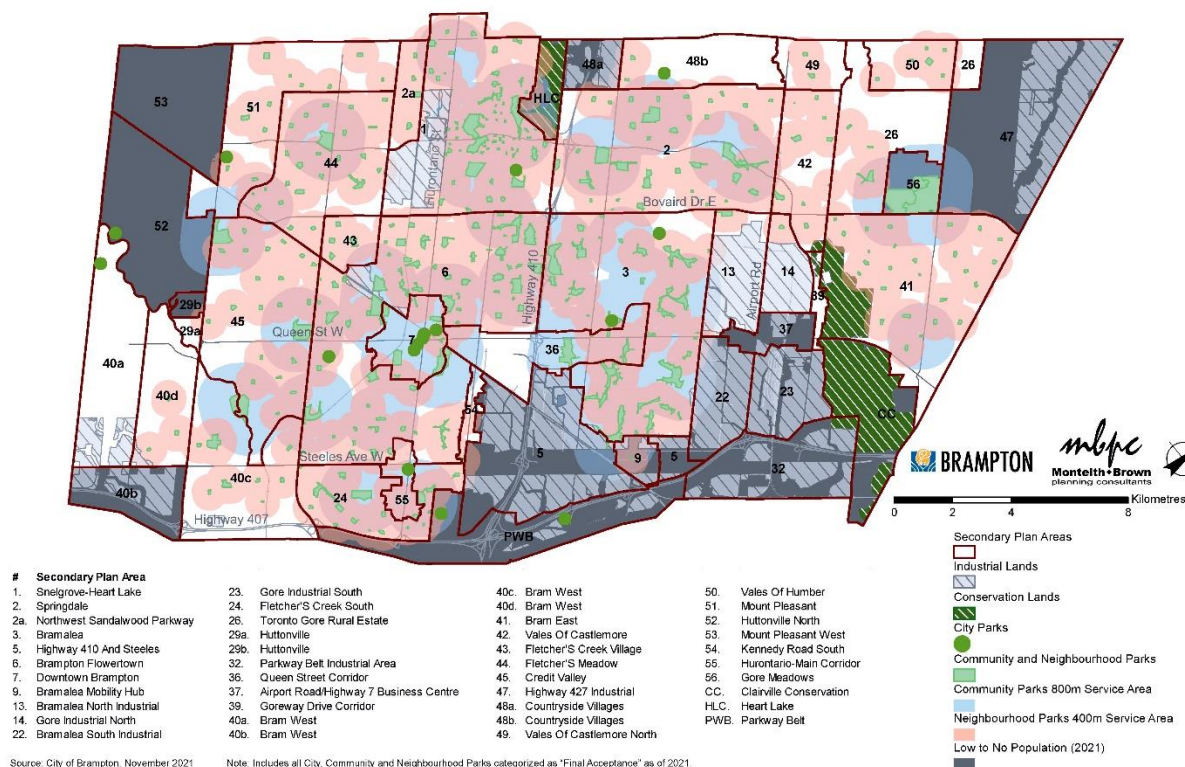 53
51
44
2a
1
Hurontario St
HLC
48a
48b
49
50
26
47
2
42
26
56
52
43
Bovaird Dr E
6
Highway 410
3
13
Airport Rd
14
39
41
29b
29a
45
Queen St W
7
36
37
40a
40d
54
22
23
CC
40b
40c
Steeles Ave W
24
55
5
9
5
32
Highway 407
PWB
BRAMPTON
mbpc
Monteith•Brown
planning consultants
Kilometres
0 2 4 8
Secondary Plan Areas
Industrial Lands
Conservation Lands
City Parks
Community and Neighbourhood Parks
Community Parks 800m Service Area
Neighbourhood Parks 400m Service Area
Low to No Population (2021)
# Secondary Plan Area
1. Snelgrove-Heart Lake
2. Springdale
2a. Northwest Sandalwood Parkway
3. Bramalea
5. Highway 410 And Steeles
6. Brampton Flowertown
7. Downtown Brampton
9. Bramalea Mobility Hub
13. Bramalea North Industrial
14. Gore Industrial North
22. Bramalea South Industrial
23. Gore Industrial South
24. Fletcher'S Creek South
26. Toronto Gore Rural Estate
29a. Huttonville
29b. Huttonville
32. Parkway Belt Industrial Area
36. Queen Street Corridor
37. Airport Road/Highway 7 Business Centre
39. Goreway Drive Corridor
40a. Bram West
40b. Bram West
40c. Bram West
40d. Bram West
41. Bram East
42. Vales Of Castlemore
43. Fletcher'S Creek Village
44. Fletcher'S Meadow
45. Credit Valley
47. Highway 427 Industrial
48a. Countryside Villages
48b. Countryside Villages
49. Vales Of Castlemore North
50. Vales Of Humber
51. Mount Pleasant
52. Huttonville North
53. Mount Pleasant West
54. Kennedy Road South
55. Hurontario-Main Corridor
56. Gore Meadows
CC. Clairville Conservation
HLC. Heart Lake
PWB. Parkway Belt
Source: City of Brampton, November 2021 Note: Includes all City, Community and Neighbourhood Parks categorized as "Final Acceptance" as of 2021.